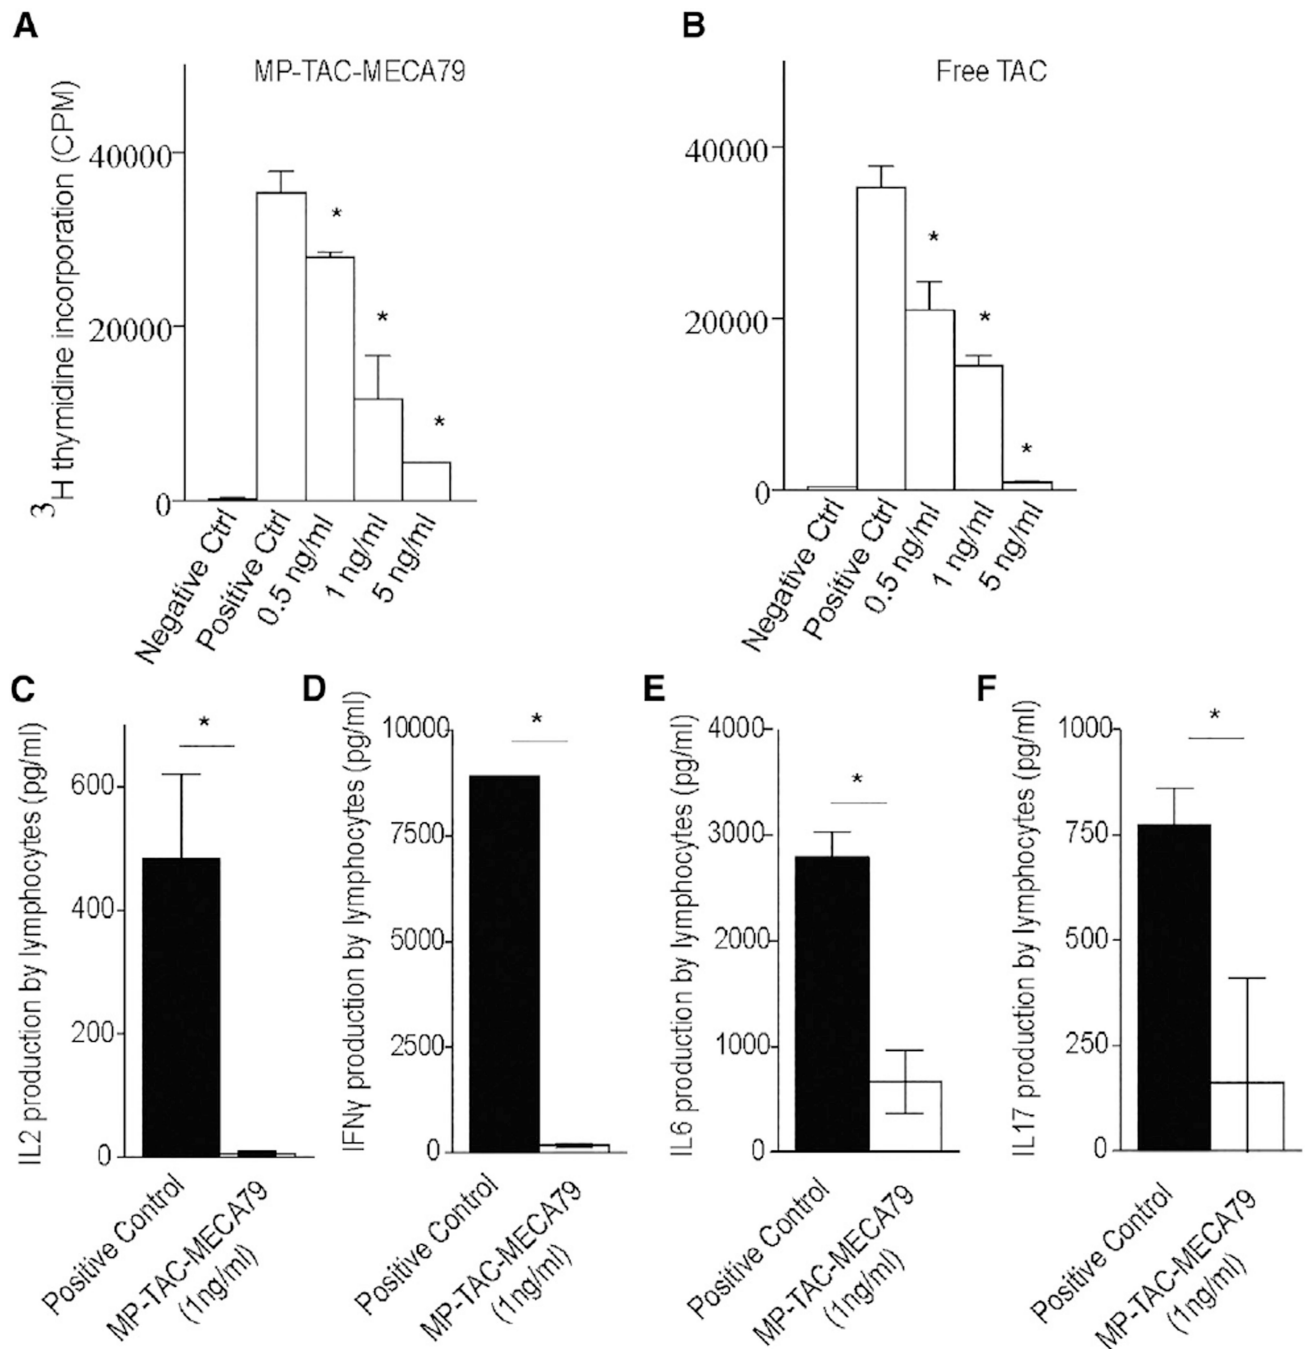 A
MP-TAC-MECA79
³H thymidine incorporation (CPM)
40000
20000
0
Negative Ctrl
Positive Ctrl
0.5 ng/ml
1 ng/ml
5 ng/ml
*
*
*
B
Free TAC
40000
20000
0
Negative Ctrl
Positive Ctrl
0.5 ng/ml
1 ng/ml
5 ng/ml
*
*
*
C
IL2 production by lymphocytes (pg/ml)
600
400
200
0
*
Positive Control
MP-TAC-MECA79
(1ng/ml)
D
IFNγ production by lymphocytes (pg/ml)
10000
7500
5000
2500
0
*
Positive Control
MP-TAC-MECA79
(1ng/ml)
E
IL6 production by lymphocytes (pg/ml)
4000
3000
2000
1000
0
*
Positive Control
MP-TAC-MECA79
(1ng/ml)
F
IL17 production by lymphocytes (pg/ml)
1000
750
500
250
0
*
Positive Control
MP-TAC-MECA79
(1ng/ml)